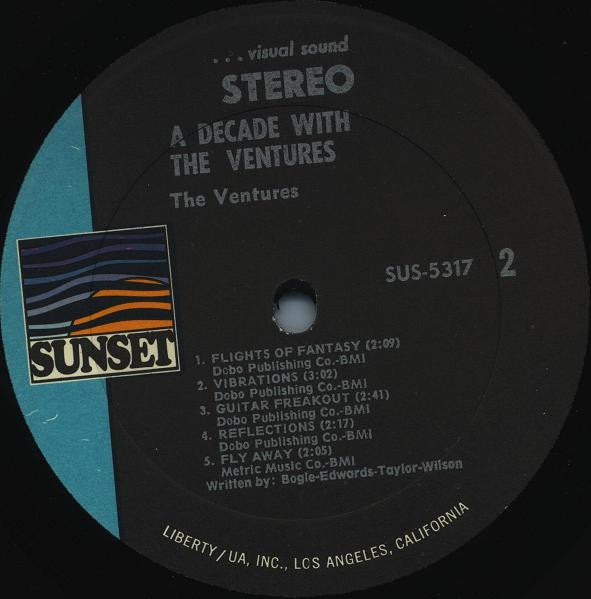 ...visual sound
STEREO
A DECADE WITH
THE VENTURES
The Ventures
SUS-5317 2
SUNSET
1. FLIGHTS OF FANTASY (2:09)
Dobo Publishing Co.-BMI
2. VIBRATIONS (3:02)
Dobo Publishing Co.-BMI
3. GUITAR FREAKOUT (2:41)
Dobo Publishing Co.-BMI
4. REFLECTIONS (2:17)
Dobo Publishing Co.-BMI
5. FLY AWAY (2:05)
Metric Music Co.-BMI
Written by: Bogle-Edwards-Taylor-Wilson
LIBERTY/UA, INC., LOS ANGELES, CALIFORNIA